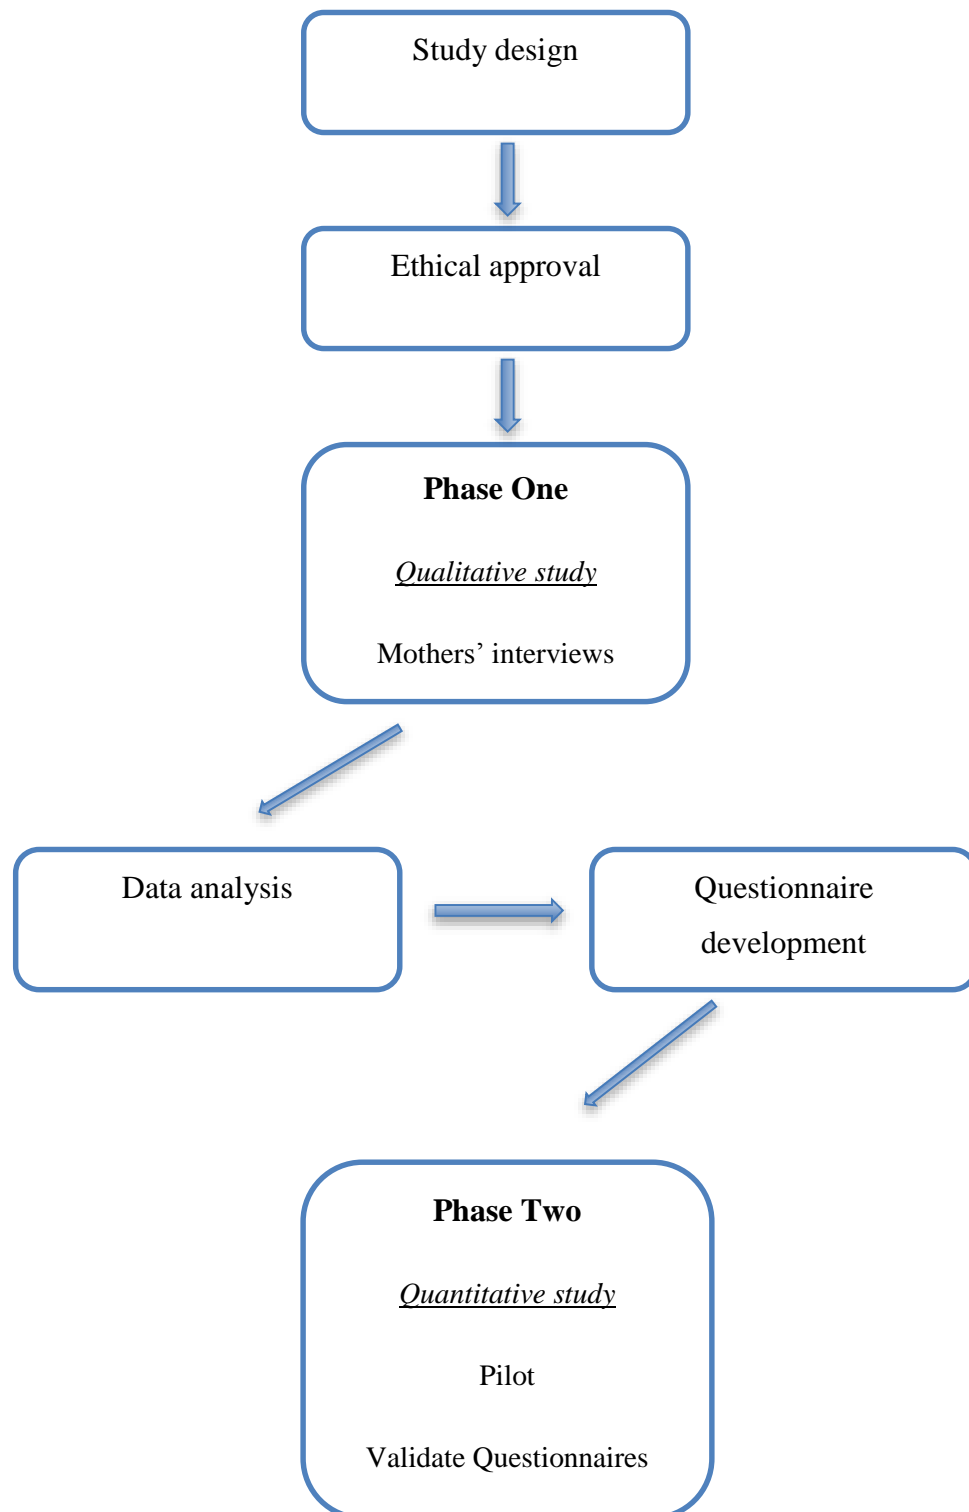 Study design
Ethical approval
Phase One
Qualitative study
Mothers’ interviews
Data analysis
Questionnaire
development
Phase Two
Quantitative study
Pilot
Validate Questionnaires